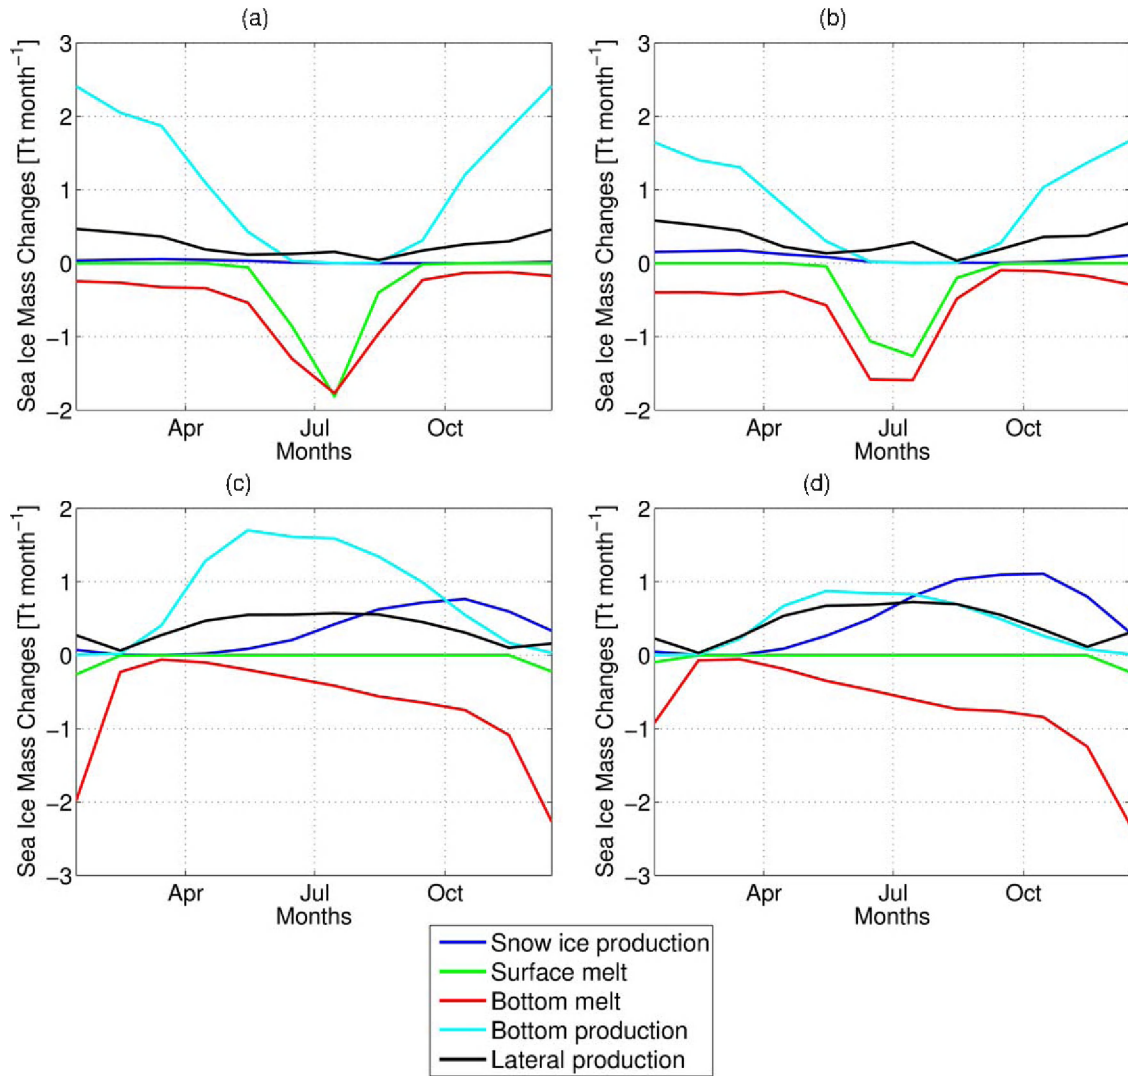 (a)
Sea Ice Mass Changes [Tt month⁻¹]
3
2
1
0
−1
−2
Apr
Jul
Oct
Months
(b)
Sea Ice Mass Changes [Tt month⁻¹]
3
2
1
0
−1
−2
Apr
Jul
Oct
Months
(c)
Sea Ice Mass Changes [Tt month⁻¹]
2
1
0
−1
−2
−3
Apr
Jul
Oct
Months
(d)
Sea Ice Mass Changes [Tt month⁻¹]
2
1
0
−1
−2
−3
Apr
Jul
Oct
Months
Snow ice production
Surface melt
Bottom melt
Bottom production
Lateral production